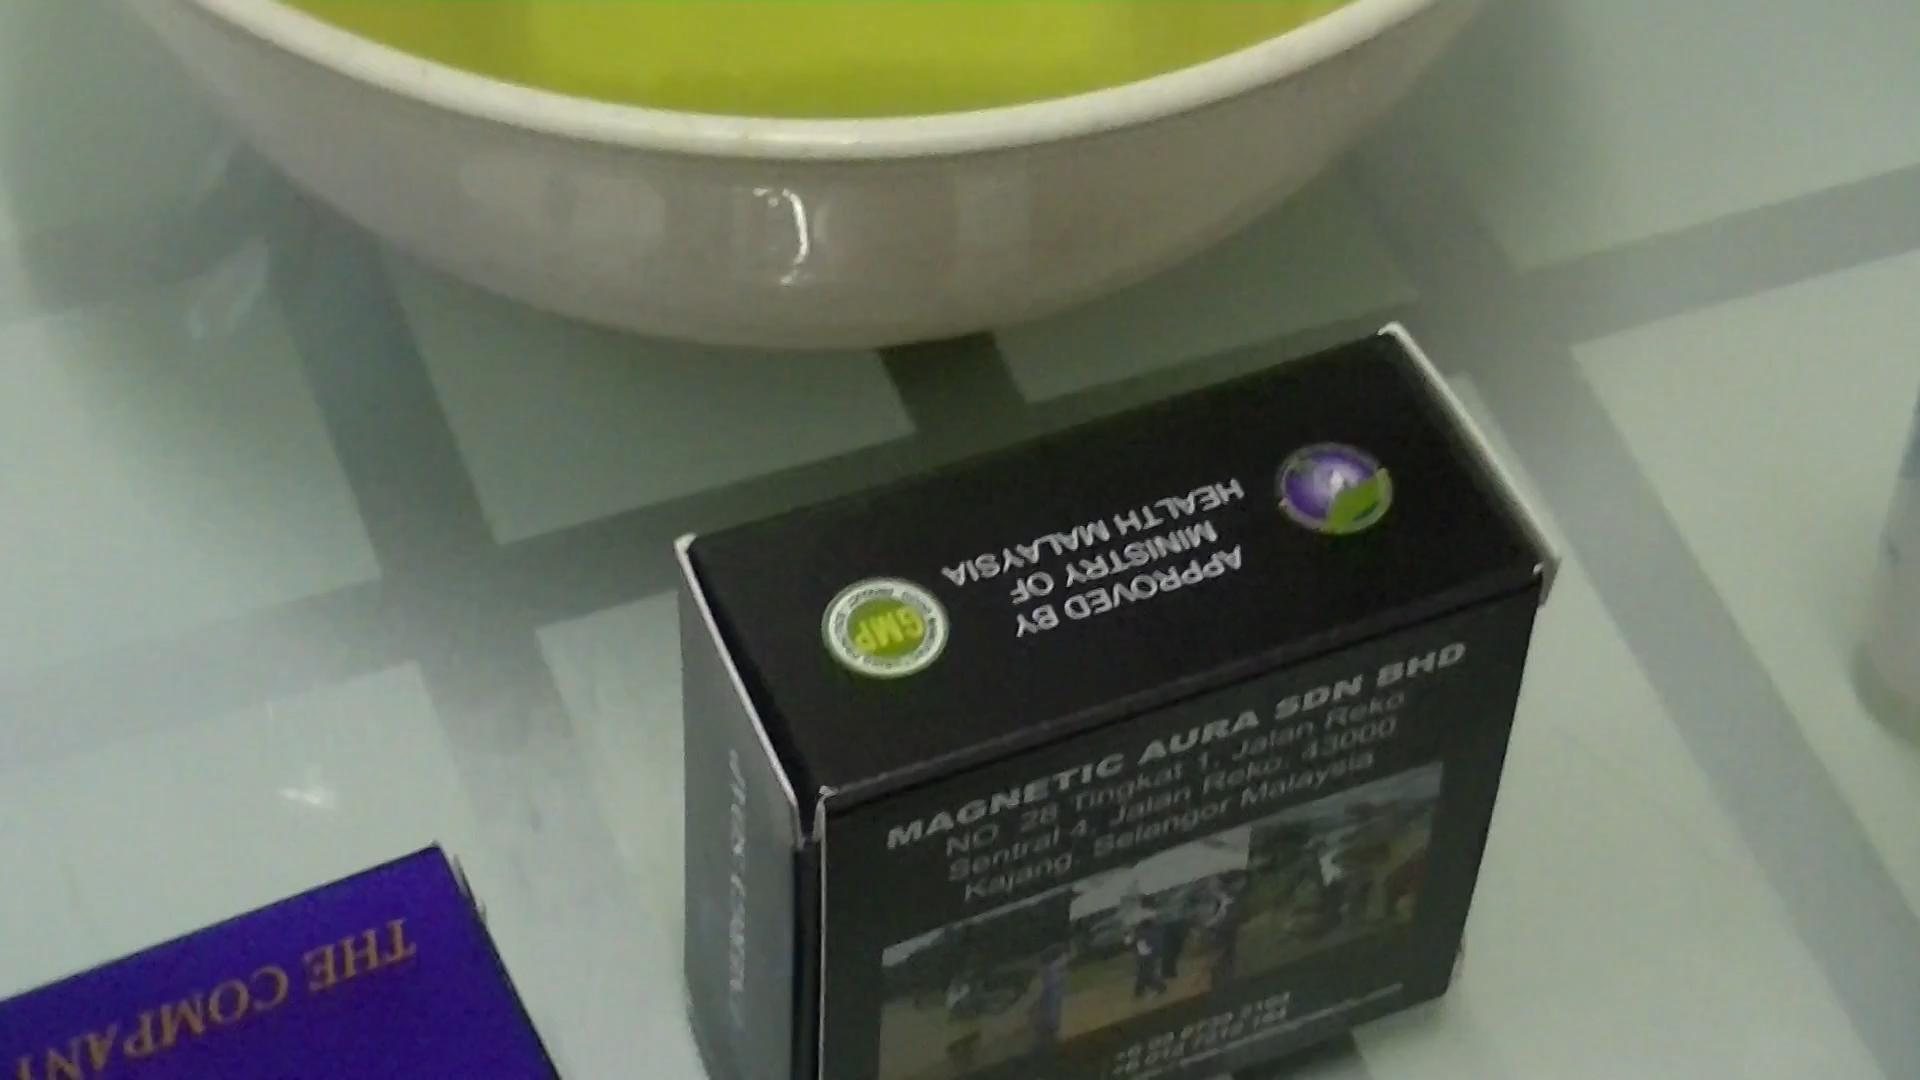 APPROVED BY
MINISTRY OF
HEALTH MALAYSIA
GMP
MAGNETIC AURA SDN BHD
NO. 28 Tingkat 1, Jalan Reko
Sentral 4, Jalan Reko, 43000
Kajang, Selangor Malaysia
THE COMPANY